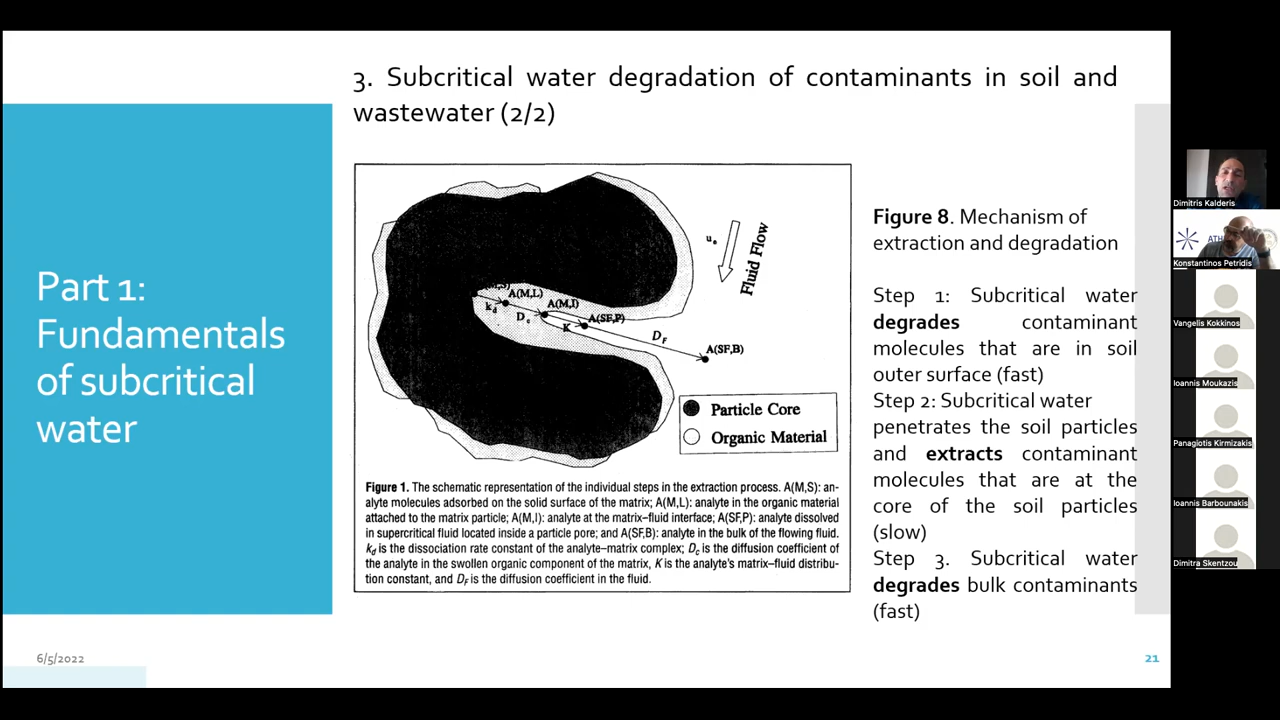 3. Subcritical water degradation of contaminants in soil and
wastewater (2/2)
Part 1:
Fundamentals
of subcritical
water
A(M,L)
k_d
D_c
A(M,I)
K
A(SF,P)
D_F
A(SF,B)
u_o
Fluid Flow
Particle Core
Organic Material
Figure 1. The schematic representation of the individual steps in the extraction process. A(M,S): an-
alyte molecules adsorbed on the solid surface of the matrix; A(M,L): analyte in the organic material
attached to the matrix particle; A(M,I): analyte at the matrix–fluid interface; A(SF,P): analyte dissolved
in supercritical fluid located inside a particle pore; and A(SF,B): analyte in the bulk of the flowing fluid.
k_d is the dissociation rate constant of the analyte–matrix complex; D_c is the diffusion coefficient of
the analyte in the swollen organic component of the matrix, K is the analyte's matrix–fluid distribu-
tion constant, and D_F is the diffusion coefficient in the fluid.
Figure 8. Mechanism of
extraction and degradation
Step 1: Subcritical water
degrades contaminant
molecules that are in soil
outer surface (fast)
Step 2: Subcritical water
penetrates the soil particles
and extracts contaminant
molecules that are at the
core of the soil particles
(slow)
Step 3. Subcritical water
degrades bulk contaminants
(fast)
6/5/2022
21
Dimitris Kalderis
ATH
Konstantinos Petridis
Vangelis Kokkinos
Ioannis Moukazis
Panagiotis Kirmizakis
Ioannis Barbounakis
Dimitra Skentzou